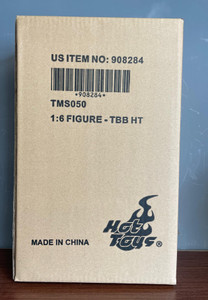 US ITEM NO: 908284
*908284*
TMS050
1:6 FIGURE - TBB HT
Hot
Toys
MADE IN CHINA